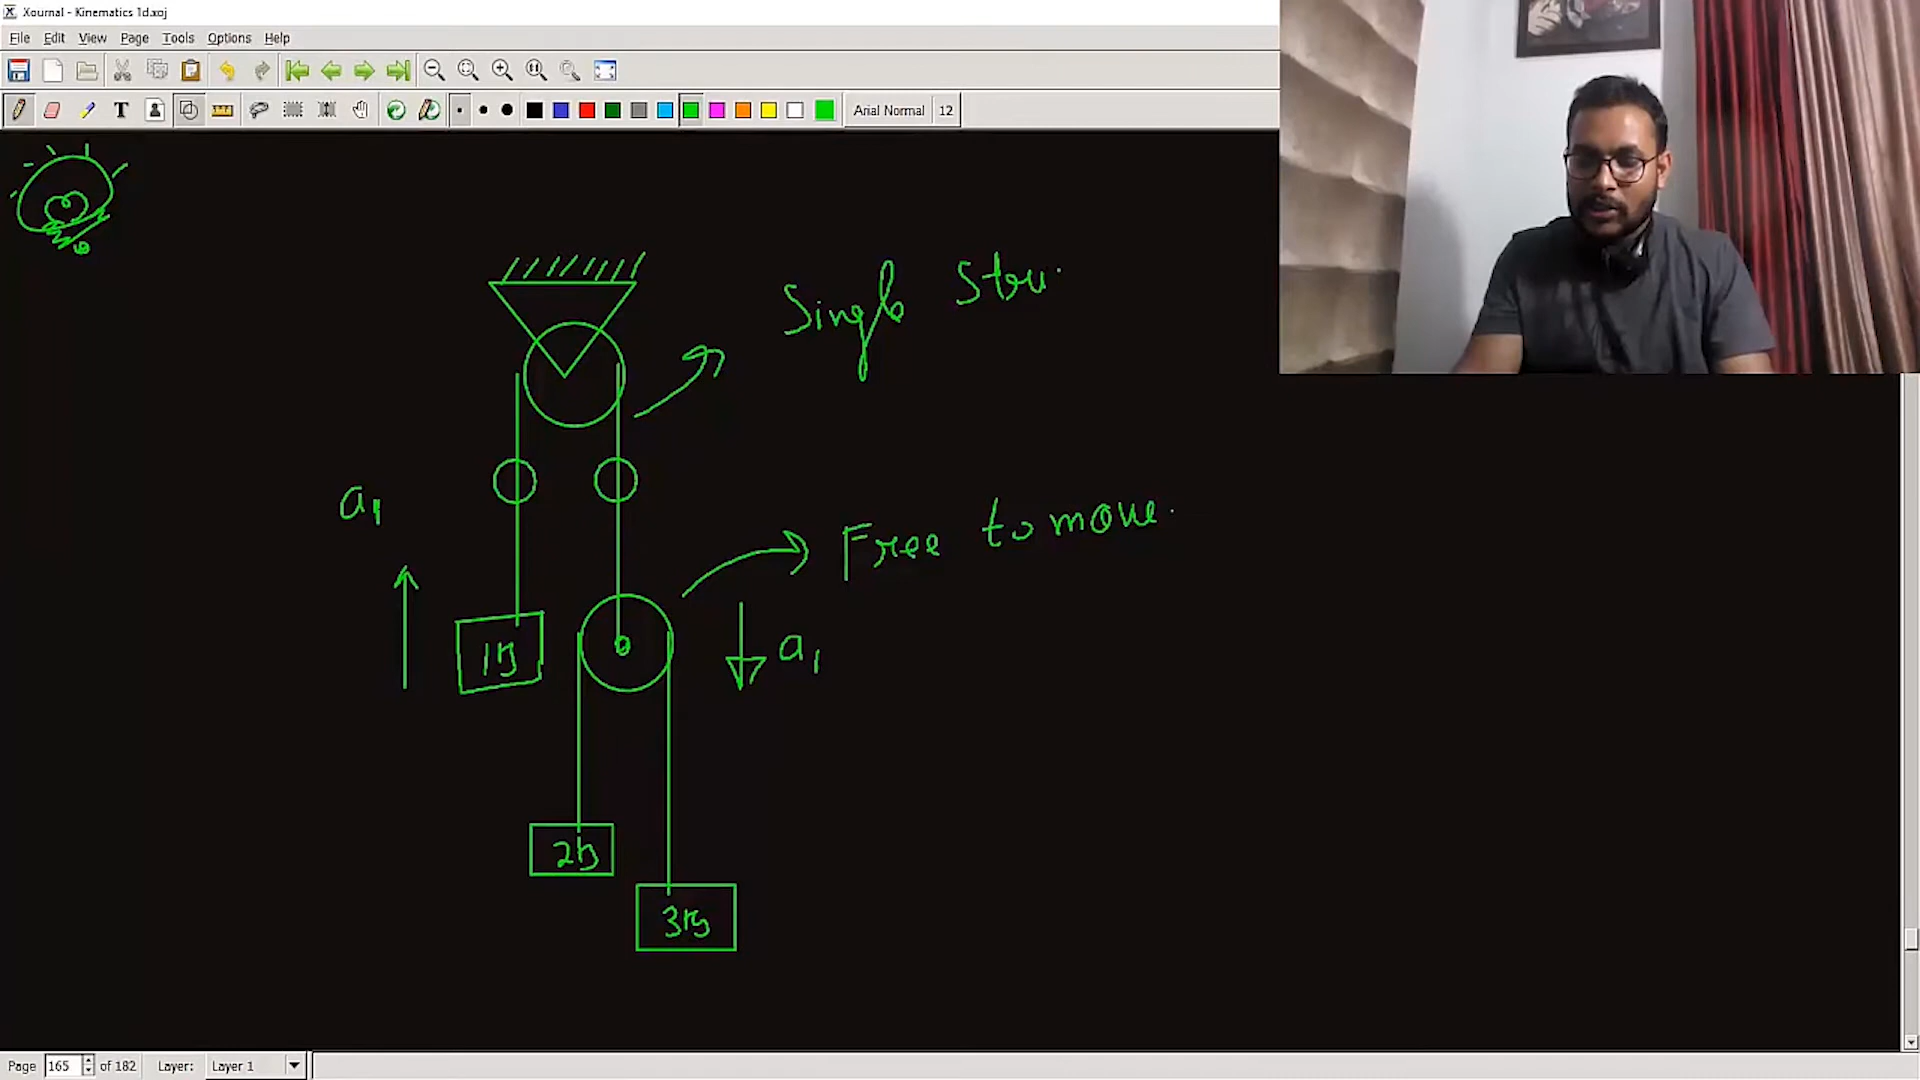 Xournal - Kinematics 1d.xoj
File Edit View Page Tools Options Help
T Arial Normal 12
Single Stri
a1
Free to move.
1kg
a1
2kg
3kg
Page 165 of 182 Layer: Layer 1